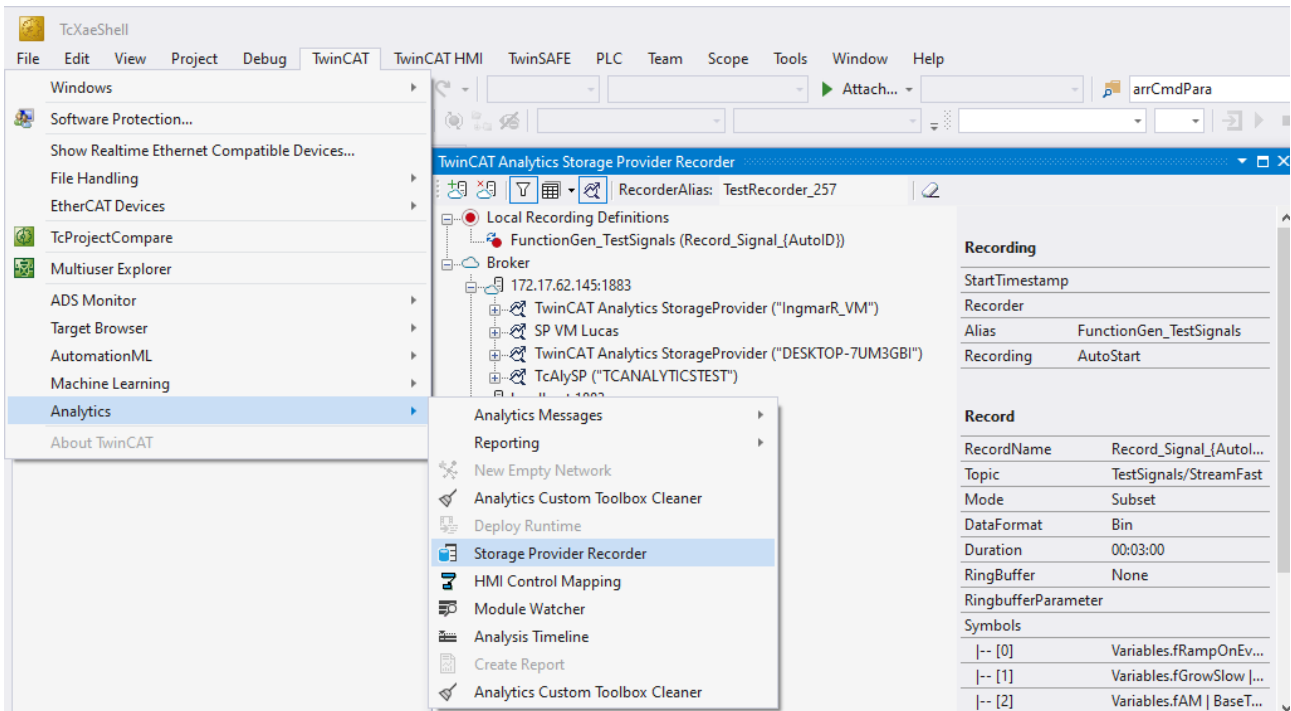 TcXaeShell
File Edit View Project Debug TwinCAT TwinCAT HMI TwinSAFE PLC Team Scope Tools Window Help
Attach...
arrCmdPara
Windows
Software Protection...
Show Realtime Ethernet Compatible Devices...
File Handling
EtherCAT Devices
TcProjectCompare
Multiuser Explorer
ADS Monitor
Target Browser
AutomationML
Machine Learning
Analytics
About TwinCAT
Analytics Messages
Reporting
New Empty Network
Analytics Custom Toolbox Cleaner
Deploy Runtime
Storage Provider Recorder
HMI Control Mapping
Module Watcher
Analysis Timeline
Create Report
Analytics Custom Toolbox Cleaner
TwinCAT Analytics Storage Provider Recorder
RecorderAlias: TestRecorder_257
Local Recording Definitions
FunctionGen_TestSignals (Record_Signal_{AutoID})
Broker
172.17.62.145:1883
TwinCAT Analytics StorageProvider ("IngmarR_VM")
SP VM Lucas
TwinCAT Analytics StorageProvider ("DESKTOP-7UM3GBI")
TcAlySP ("TCANALYTICSTEST")
Recording
StartTimestamp
Recorder
Alias FunctionGen_TestSignals
Recording AutoStart
Record
RecordName Record_Signal_{AutoI...
Topic TestSignals/StreamFast
Mode Subset
DataFormat Bin
Duration 00:03:00
RingBuffer None
RingbufferParameter
Symbols
|-- [0] Variables.fRampOnEv...
|-- [1] Variables.fGrowSlow |...
|-- [2] Variables.fAM | BaseT...